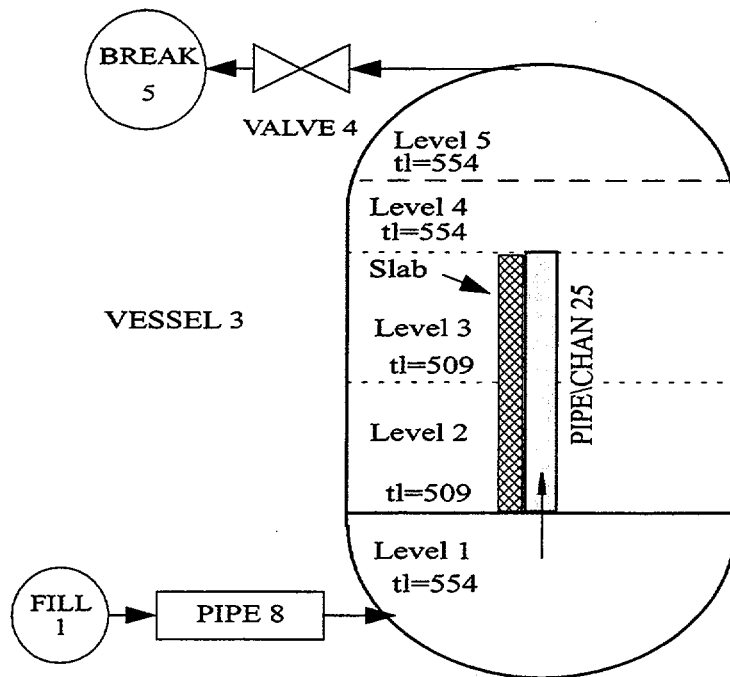 BREAK
5
VALVE 4
Level 5
tl=554
Level 4
tl=554
Slab
VESSEL 3
Level 3
tl=509
PIPE\CHAN 25
Level 2
tl=509
Level 1
tl=554
FILL
1
PIPE 8